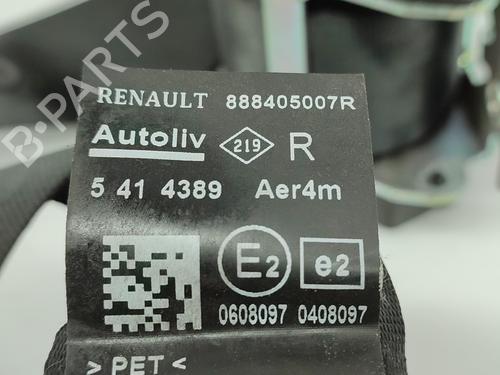 RENAULT 888405007R
Autoliv 219 R
5 41 4389 Aer4m
E2 e2
0608097 0408097
> PET <
B-PARTS